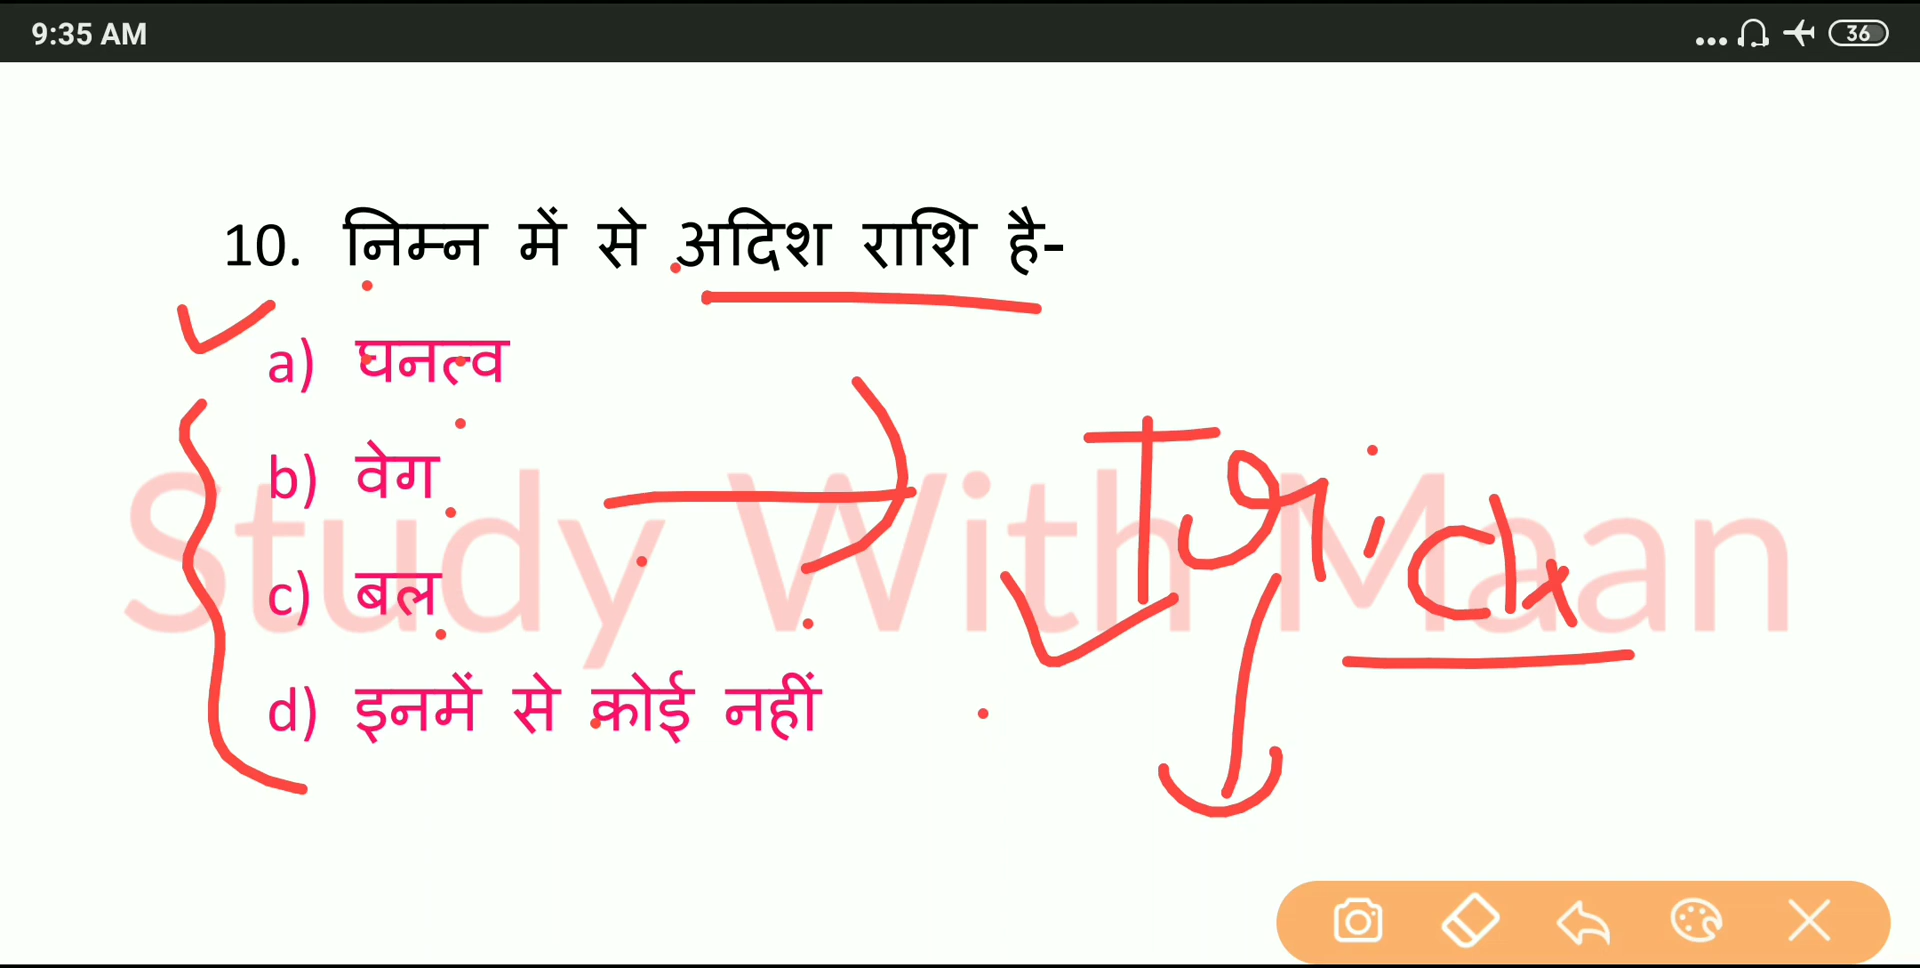 9:35 AM
36
10. निम्न में से अदिश राशि है-
a) घनत्व
b) वेग
c) बल
d) इनमें से कोई नहीं
Study With Maan